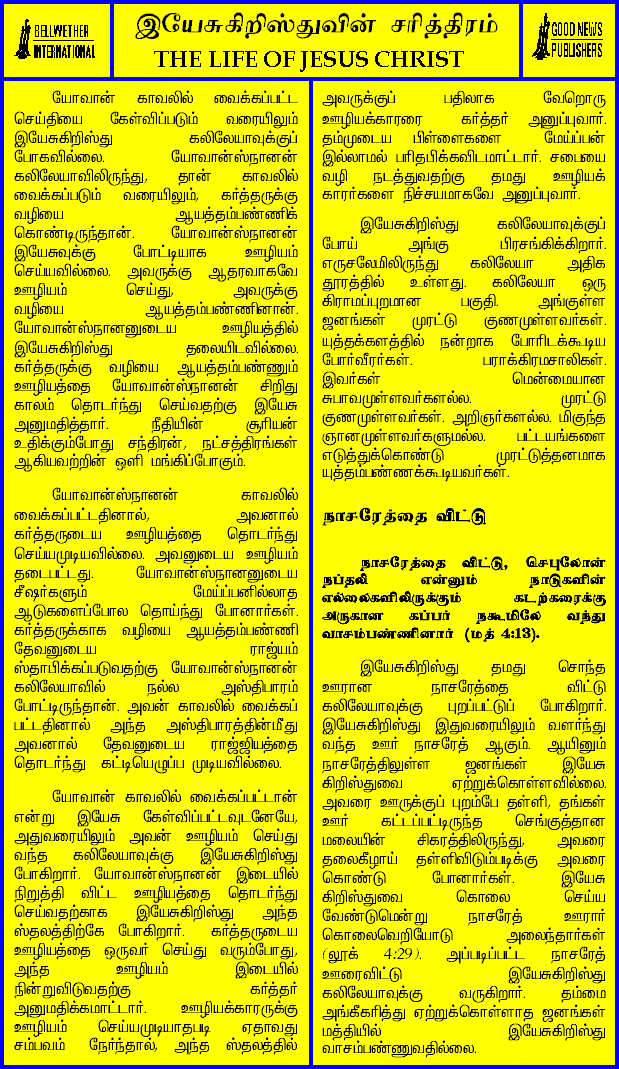 BELLWETHER
INTERNATIONAL
இயேசுகிறிஸ்துவின் சரித்திரம்
THE LIFE OF JESUS CHRIST
GOOD NEWS
PUBLISHERS
யோவான் காவலில் வைக்கப்பட்ட
செய்தியை கேள்விப்படும் வரையிலும்
இயேசுகிறிஸ்து கலிலேயாவுக்குப்
போகவில்லை. யோவான்ஸ்நானன்
கலிலேயாவிலிருந்து, தான் காவலில்
வைக்கப்படும் வரையிலும், கர்த்தருக்கு
வழியை ஆயத்தம்பண்ணிக்
கொண்டிருந்தான். யோவான்ஸ்நானன்
இயேசுவுக்கு போட்டியாக ஊழியம்
செய்யவில்லை. அவருக்கு ஆதரவாகவே
ஊழியம் செய்து, அவருக்கு
வழியை ஆயத்தம்பண்ணினான்.
யோவான்ஸ்நானனுடைய ஊழியத்தில்
இயேசுகிறிஸ்து தலையிடவில்லை.
கர்த்தருக்கு வழியை ஆயத்தம்பண்ணும்
ஊழியத்தை யோவான்ஸ்நானன் சிறிது
காலம் தொடர்ந்து செய்வதற்கு இயேசு
அனுமதித்தார். நீதியின் சூரியன்
உதிக்கும்போது சந்திரன், நட்சத்திரங்கள்
ஆகியவற்றின் ஒளி மங்கிப்போகும்.
யோவான்ஸ்நானன் காவலில்
வைக்கப்பட்டதினால், அவனால்
கர்த்தருடைய ஊழியத்தை தொடர்ந்து
செய்யமுடியவில்லை. அவனுடைய ஊழியம்
தடைபட்டது. யோவான்ஸ்நானனுடைய
சீஷர்களும் மேய்ப்பனில்லாத
ஆடுகளைப்போல தொய்ந்து போனார்கள்.
கர்த்தருக்காக வழியை ஆயத்தம்பண்ணி
தேவனுடைய ராஜ்யம்
ஸ்தாபிக்கப்படுவதற்கு யோவான்ஸ்நானன்
கலிலேயாவில் நல்ல அஸ்திபாரம்
போட்டிருந்தான். அவன் காவலில் வைக்கப்
பட்டதினால் அந்த அஸ்திபாரத்தின்மீது
அவனால் தேவனுடைய ராஜ்ஜியத்தை
தொடர்ந்து கட்டியெழுப்ப முடியவில்லை.
யோவான் காவலில் வைக்கப்பட்டான்
என்று இயேசு கேள்விப்பட்டவுடனேயே,
அதுவரையிலும் அவன் ஊழியம் செய்து
வந்த கலிலேயாவுக்கு இயேசுகிறிஸ்து
போகிறார். யோவான்ஸ்நானன் இடையில்
நிறுத்தி விட்ட ஊழியத்தை தொடர்ந்து
செய்வதற்காக இயேசுகிறிஸ்து அந்த
ஸ்தலத்திற்கே போகிறார். கர்த்தருடைய
ஊழியத்தை ஒருவர் செய்து வரும்போது,
அந்த ஊழியம் இடையில்
நின்றுவிடுவதற்கு கர்த்தர்
அனுமதிக்கமாட்டார். ஊழியக்காரருக்கு
ஊழியம் செய்யமுடியாதபடி ஏதாவது
சம்பவம் நேர்ந்தால், அந்த ஸ்தலத்தில்
அவருக்குப் பதிலாக வேறொரு
ஊழியக்காரரை கர்த்தர் அனுப்புவார்.
தம்முடைய பிள்ளைகளை மேய்ப்பன்
இல்லாமல் பரிதபிக்கவிடமாட்டார். சபையை
வழி நடத்துவதற்கு தமது ஊழியக்
காரர்களை நிச்சயமாகவே அனுப்புவார்.
இயேசுகிறிஸ்து கலிலேயாவுக்குப்
போய் அங்கு பிரசங்கிக்கிறார்.
எருசலேமிலிருந்து கலிலேயா அதிக
தூரத்தில் உள்ளது. கலிலேயா ஒரு
கிராமப்புறமான பகுதி. அங்குள்ள
ஜனங்கள் முரட்டு குணமுள்ளவர்கள்.
யுத்தக்களத்தில் நன்றாக போரிடக்கூடிய
போர்வீரர்கள். பராக்கிரமசாலிகள்.
இவர்கள் மென்மையான
சுபாவமுள்ளவர்களல்ல. முரட்டு
குணமுள்ளவர்கள். அறிஞர்களல்ல. மிகுந்த
ஞானமுள்ளவர்களுமல்ல. பட்டயங்களை
எடுத்துக்கொண்டு முரட்டுத்தனமாக
யுத்தம்பண்ணக்கூடியவர்கள்.
நாசரேத்தை விட்டு
நாசரேத்தை விட்டு, செபுலோன்
நப்தலி என்னும் நாடுகளின்
எல்லைகளிலிருக்கும் கடற்கரைக்கு
அருகான கப்பர் நகூமிலே வந்து
வாசம்பண்ணினார் (மத் 4:13).
இயேசுகிறிஸ்து தமது சொந்த
ஊரான நாசரேத்தை விட்டு
கலிலேயாவுக்கு புறப்பட்டுப் போகிறார்.
இயேசுகிறிஸ்து இதுவரையிலும் வளர்ந்து
வந்த ஊர் நாசரேத் ஆகும். ஆயினும்
நாசரேத்திலுள்ள ஜனங்கள் இயேசு
கிறிஸ்துவை ஏற்றுக்கொள்ளவில்லை.
அவரை ஊருக்குப் புறம்பே தள்ளி, தங்கள்
ஊர் கட்டப்பட்டிருந்த செங்குத்தான
மலையின் சிகரத்திலிருந்து, அவரை
தலைகீழாய் தள்ளிவிடும்படிக்கு அவரை
கொண்டு போனார்கள். இயேசு
கிறிஸ்துவை கொலை செய்ய
வேண்டுமென்று நாசரேத் ஊரார்
கொலைவெறியோடு அலைந்தார்கள்
(லூக் 4:29). அப்படிப்பட்ட நாசரேத்
ஊரைவிட்டு இயேசுகிறிஸ்து
கலிலேயாவுக்கு வருகிறார். தம்மை
அங்கீகரித்து ஏற்றுக்கொள்ளாத ஜனங்கள்
மத்தியில் இயேசுகிறிஸ்து
வாசம்பண்ணுவதில்லை.